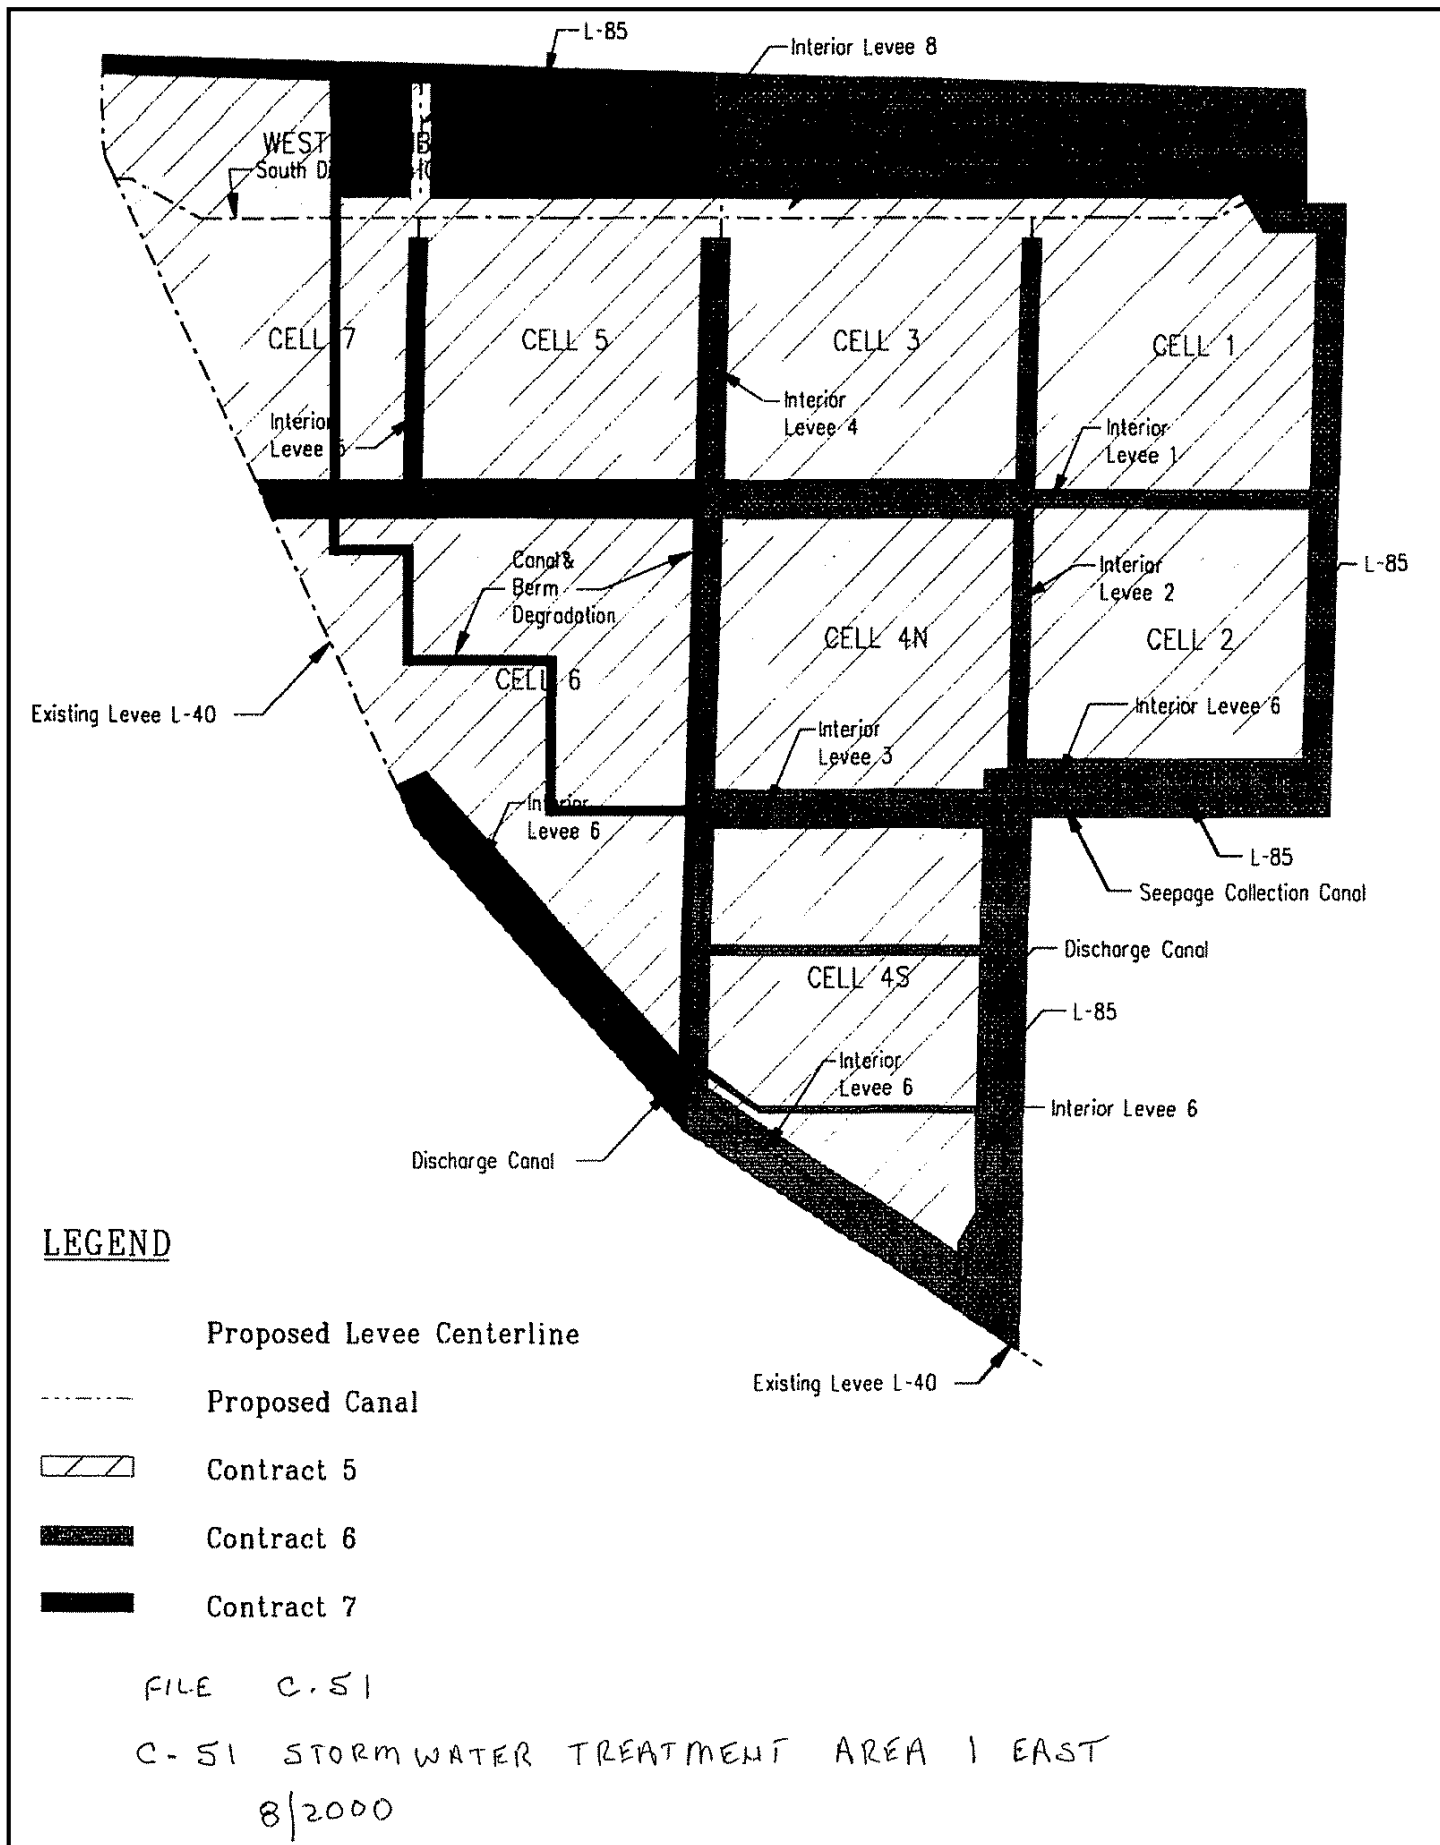 L-85
Interior Levee 8
WEST
South
CELL 7
CELL 5
CELL 3
CELL 1
Interior
Levee 5
Interior
Levee 4
Interior
Levee 1
Canal &
Berm
Degradation
Interior
Levee 2
L-85
CELL 4N
CELL 2
CELL 6
Existing Levee L-40
Interior Levee 6
Interior
Levee 3
Interior
Levee 6
L-85
Seepage Collection Canal
Discharge Canal
CELL 4S
L-85
Interior
Levee 6
Interior Levee 6
Discharge Canal
LEGEND
Proposed Levee Centerline
Existing Levee L-40
Proposed Canal
Contract 5
Contract 6
Contract 7
FILE C.51
C-51 STORMWATER TREATMENT AREA 1 EAST
8/2000